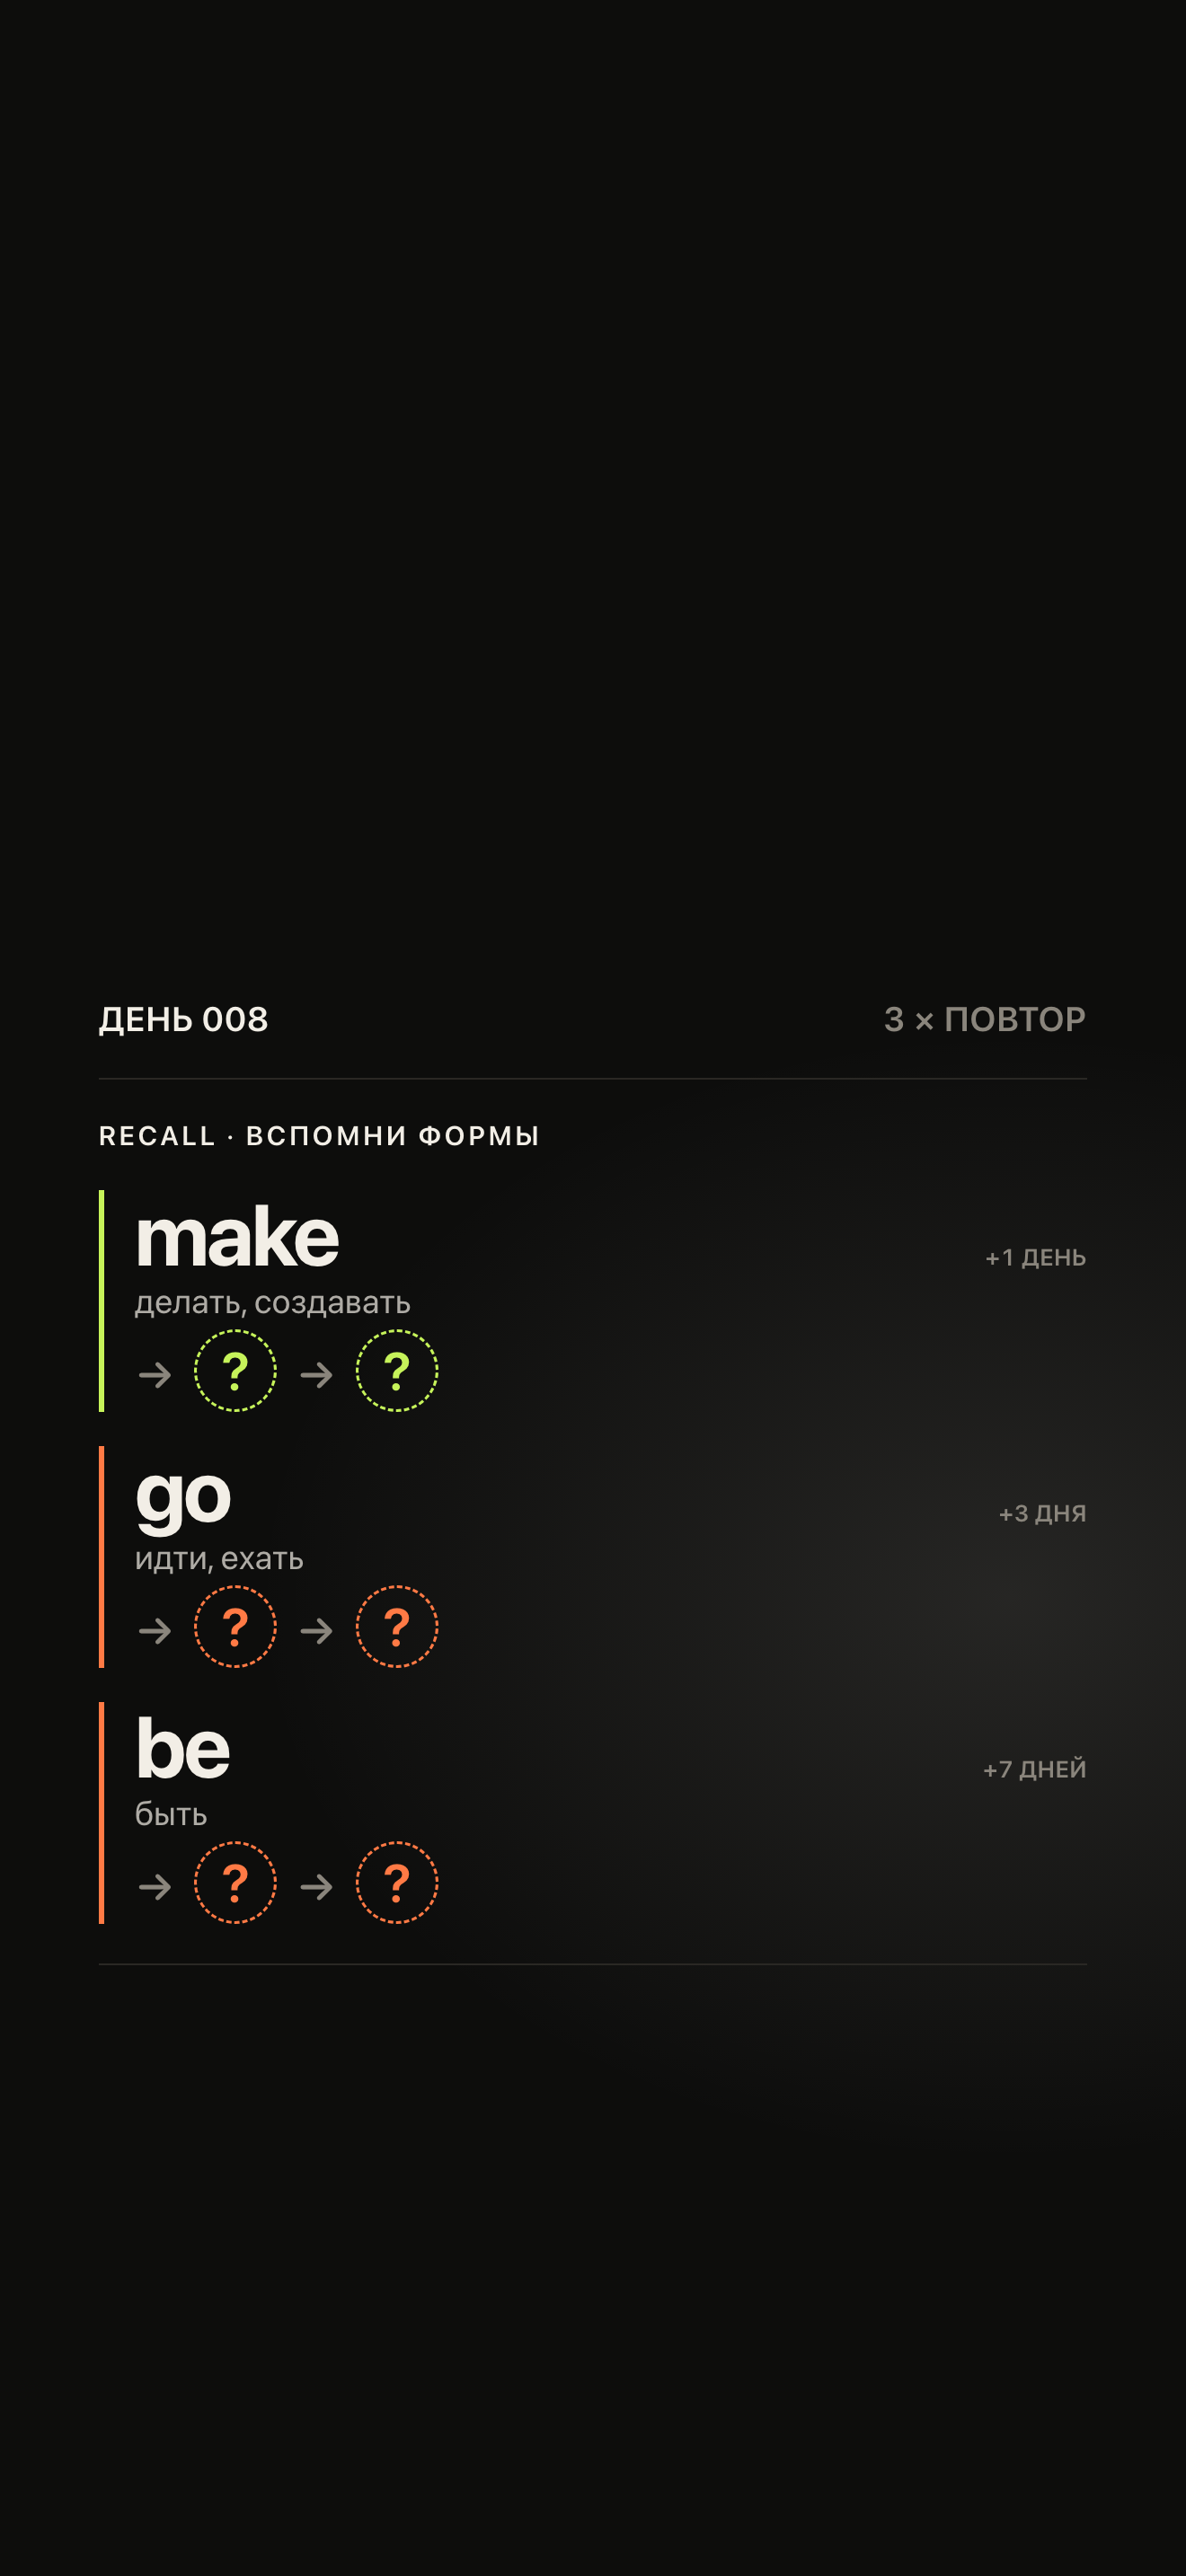 ДЕНЬ 008
3 × ПОВТОР
RECALL · ВСПОМНИ ФОРМЫ
make
+1 ДЕНЬ
делать, создавать
→ ? → ?
go
+3 ДНЯ
идти, ехать
→ ? → ?
be
+7 ДНЕЙ
быть
→ ? → ?